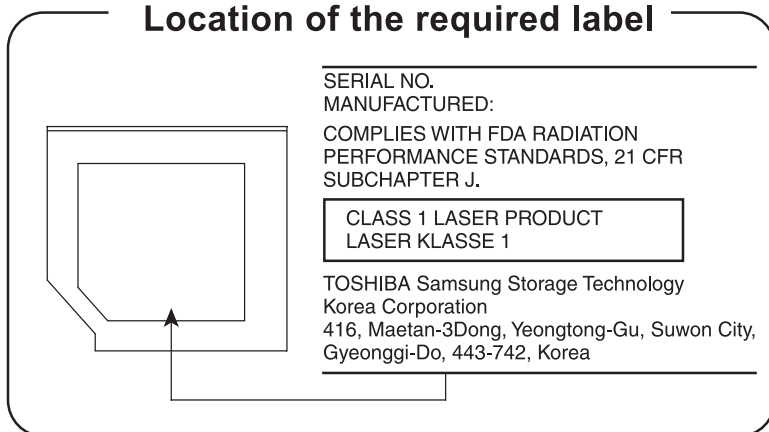 Location of the required label
SERIAL NO.
MANUFACTURED:
COMPLIES WITH FDA RADIATION
PERFORMANCE STANDARDS, 21 CFR
SUBCHAPTER J.
CLASS 1 LASER PRODUCT
LASER KLASSE 1
TOSHIBA Samsung Storage Technology
Korea Corporation
416, Maetan-3Dong, Yeongtong-Gu, Suwon City,
Gyeonggi-Do, 443-742, Korea